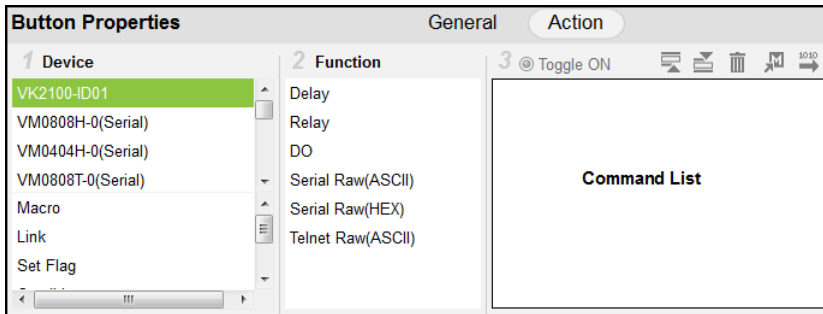 Button Properties General Action
1 Device 2 Function 3 Toggle ON 1010
VK2100-ID01 Delay
VM0808H-0(Serial) Relay
VM0404H-0(Serial) DO
VM0808T-0(Serial) Serial Raw(ASCII) Command List
Macro Serial Raw(HEX)
Link Telnet Raw(ASCII)
Set Flag